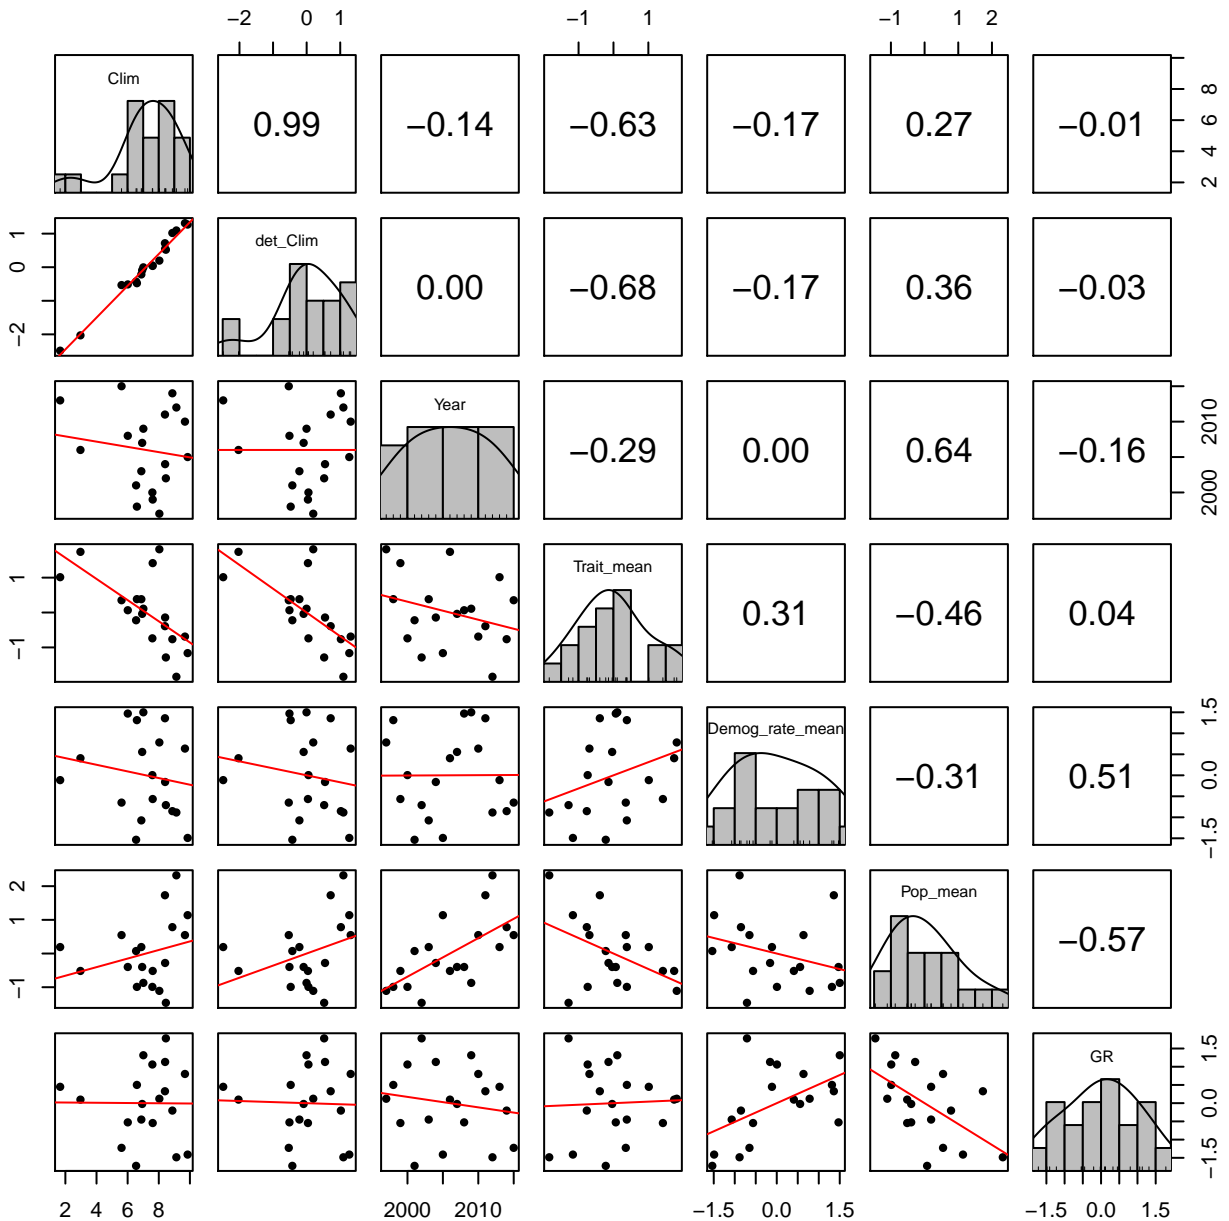 −2 0 1 −1 1 −1 1 2
Clim 0.99 −0.14 −0.63 −0.17 0.27 −0.01 2 4 6 8
−2 0 1 det_Clim 0.00 −0.68 −0.17 0.36 −0.03
Year −0.29 0.00 0.64 −0.16 2000 2010
−1 1 Trait_mean 0.31 −0.46 0.04
Demog_rate_mean −0.31 0.51 −1.5 0.0 1.5
−1 1 2 Pop_mean −0.57
GR −1.5 0.0 1.5
2 4 6 8 2000 2010 −1.5 0.0 1.5 −1.5 0.0 1.5